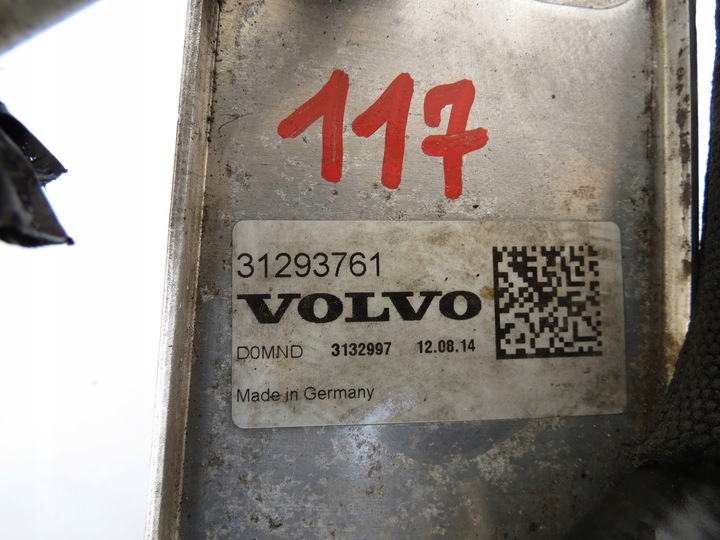 117
31293761
VOLVO
D0MND 3132997 12.08.14
Made in Germany